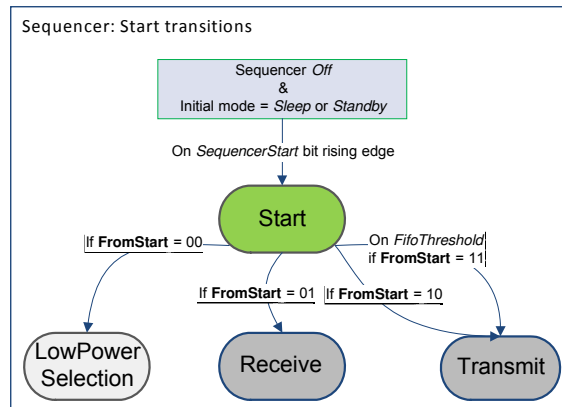 Sequencer: Start transitions
Sequencer Off
&
Initial mode = Sleep or Standby
On SequencerStart bit rising edge
Start
If FromStart = 00
On FifoThreshold
if FromStart = 11
If FromStart = 01
If FromStart = 10
LowPower
Selection
Receive
Transmit